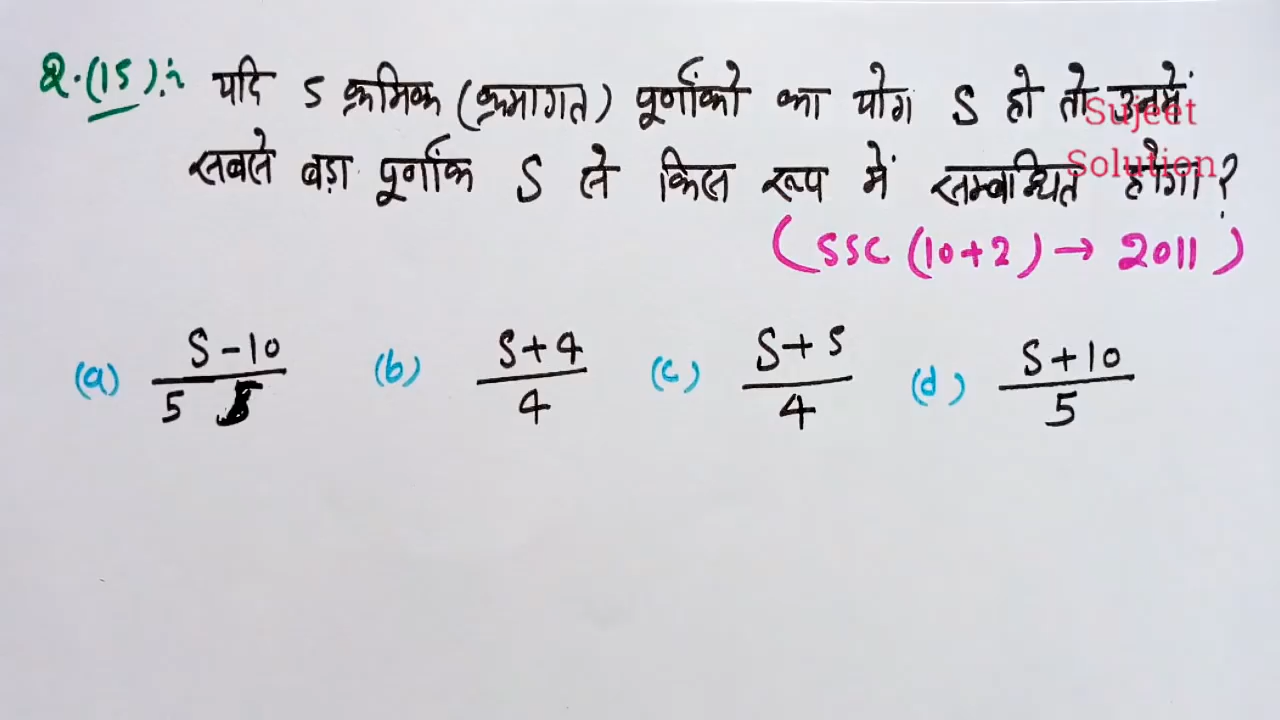 Q.(15):- यदि 5 क्रमिक (क्रमागत) पूर्णांकों का योग S हो तो उनमें
सबसे बड़ा पूर्णांक S से किस रूप में सम्बन्धित होगा?
Sujeet
Solution
(SSC (10+2) → 2011)
(a) S-10/5 (b) S+4/4 (c) S+5/4 (d) S+10/5